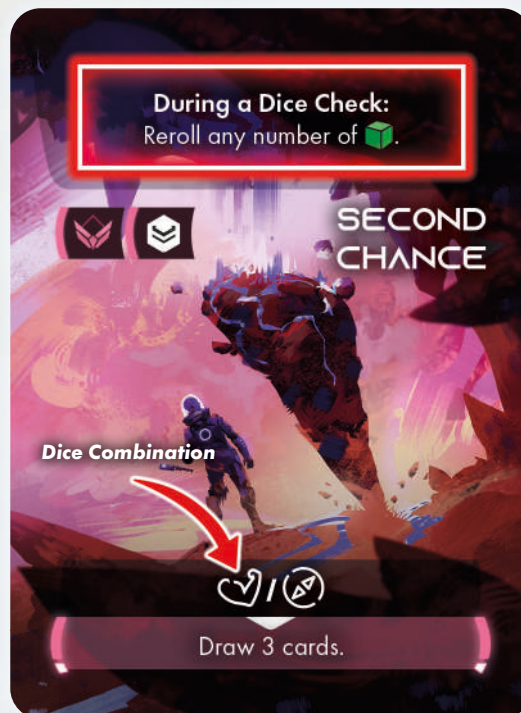 During a Dice Check:
Reroll any number of .
SECOND
CHANCE
Dice Combination
/
Draw 3 cards.